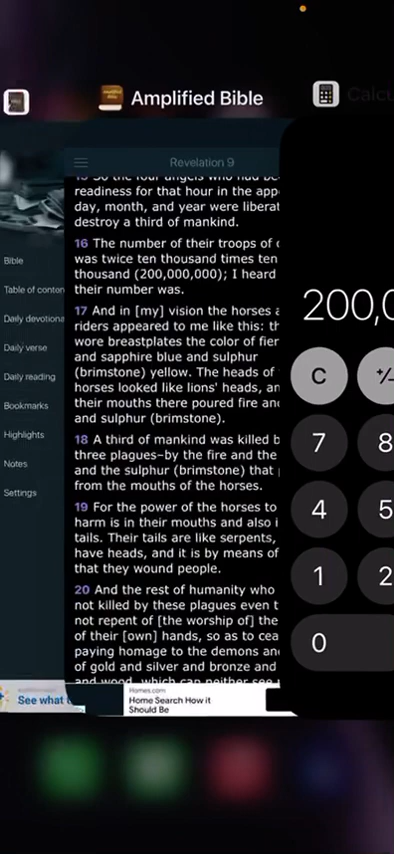 Amplified Bible
Revelation 9
readiness for that hour in the app
day, month, and year were liberat
destroy a third of mankind.
16 The number of their troops of
was twice ten thousand times ten
thousand (200,000,000); I heard
their number was.
17 And in [my] vision the horses a
riders appeared to me like this: th
wore breastplates the color of fier
and sapphire blue and sulphur
(brimstone) yellow. The heads of
horses looked like lions' heads, an
their mouths there poured fire and
and sulphur (brimstone).
18 A third of mankind was killed b
three plagues–by the fire and the
and the sulphur (brimstone) that
from the mouths of the horses.
19 For the power of the horses to
harm is in their mouths and also i
tails. Their tails are like serpents,
have heads, and it is by means of
that they wound people.
20 And the rest of humanity who
not killed by these plagues even t
not repent of [the worship of] the
of their [own] hands, so as to cea
paying homage to the demons and
of gold and silver and bronze and
and wood, which can neither see
Bible
Table of conten
Daily devotiona
Daily verse
Daily reading
Bookmarks
Highlights
Notes
Settings
See what
Homes.com
Home Search How it
Should Be
Calcu
200,0
C +/-
7 8
4 5
1 2
0